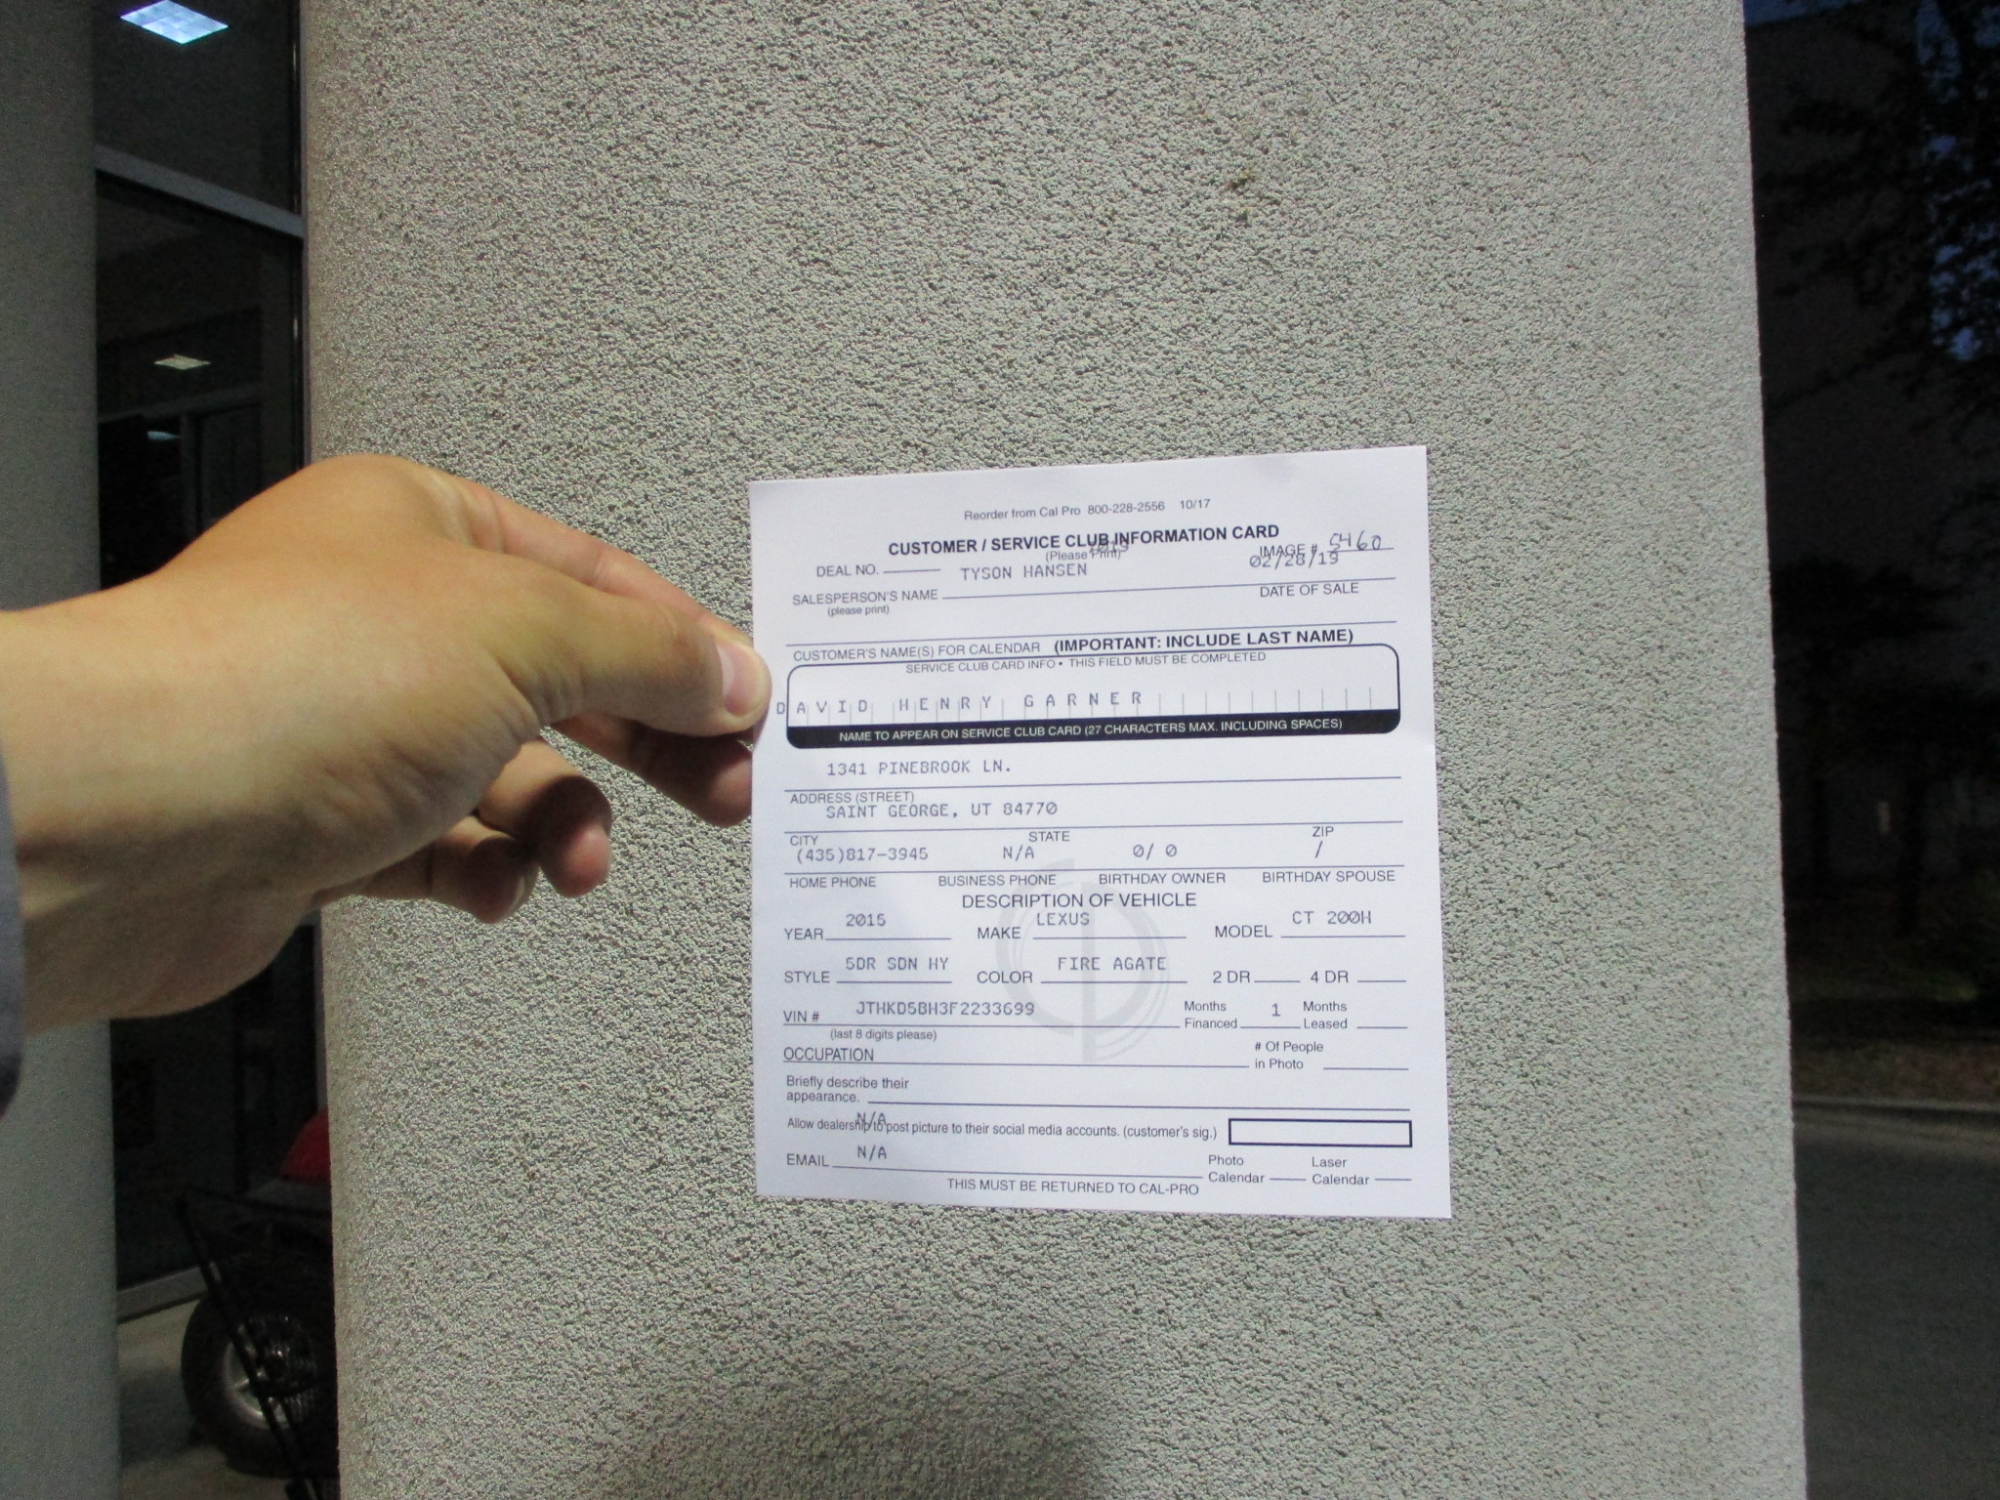 Reorder from Cal Pro 800-228-2556 10/17
CUSTOMER / SERVICE CLUB INFORMATION CARD
(Please Print)
IMAGE # 5460
DEAL NO. TYSON HANSEN 02/28/19
SALESPERSON'S NAME DATE OF SALE
(please print)
CUSTOMER'S NAME(S) FOR CALENDAR (IMPORTANT: INCLUDE LAST NAME)
SERVICE CLUB CARD INFO • THIS FIELD MUST BE COMPLETED
DAVID HENRY GARNER
NAME TO APPEAR ON SERVICE CLUB CARD (27 CHARACTERS MAX. INCLUDING SPACES)
1341 PINEBROOK LN.
ADDRESS (STREET)
SAINT GEORGE, UT 84770
CITY STATE ZIP
(435)817-3945 N/A 0/ 0 /
HOME PHONE BUSINESS PHONE BIRTHDAY OWNER BIRTHDAY SPOUSE
DESCRIPTION OF VEHICLE
YEAR 2015 MAKE LEXUS MODEL CT 200H
STYLE 5DR SDN HY COLOR FIRE AGATE 2 DR 4 DR
VIN # JTHKD5BH3F2233699 Months Financed 1 Months Leased
(last 8 digits please)
OCCUPATION # Of People in Photo
Briefly describe their
appearance.
N/A
Allow dealership to post picture to their social media accounts. (customer's sig.)
EMAIL N/A Photo Calendar Laser Calendar
THIS MUST BE RETURNED TO CAL-PRO